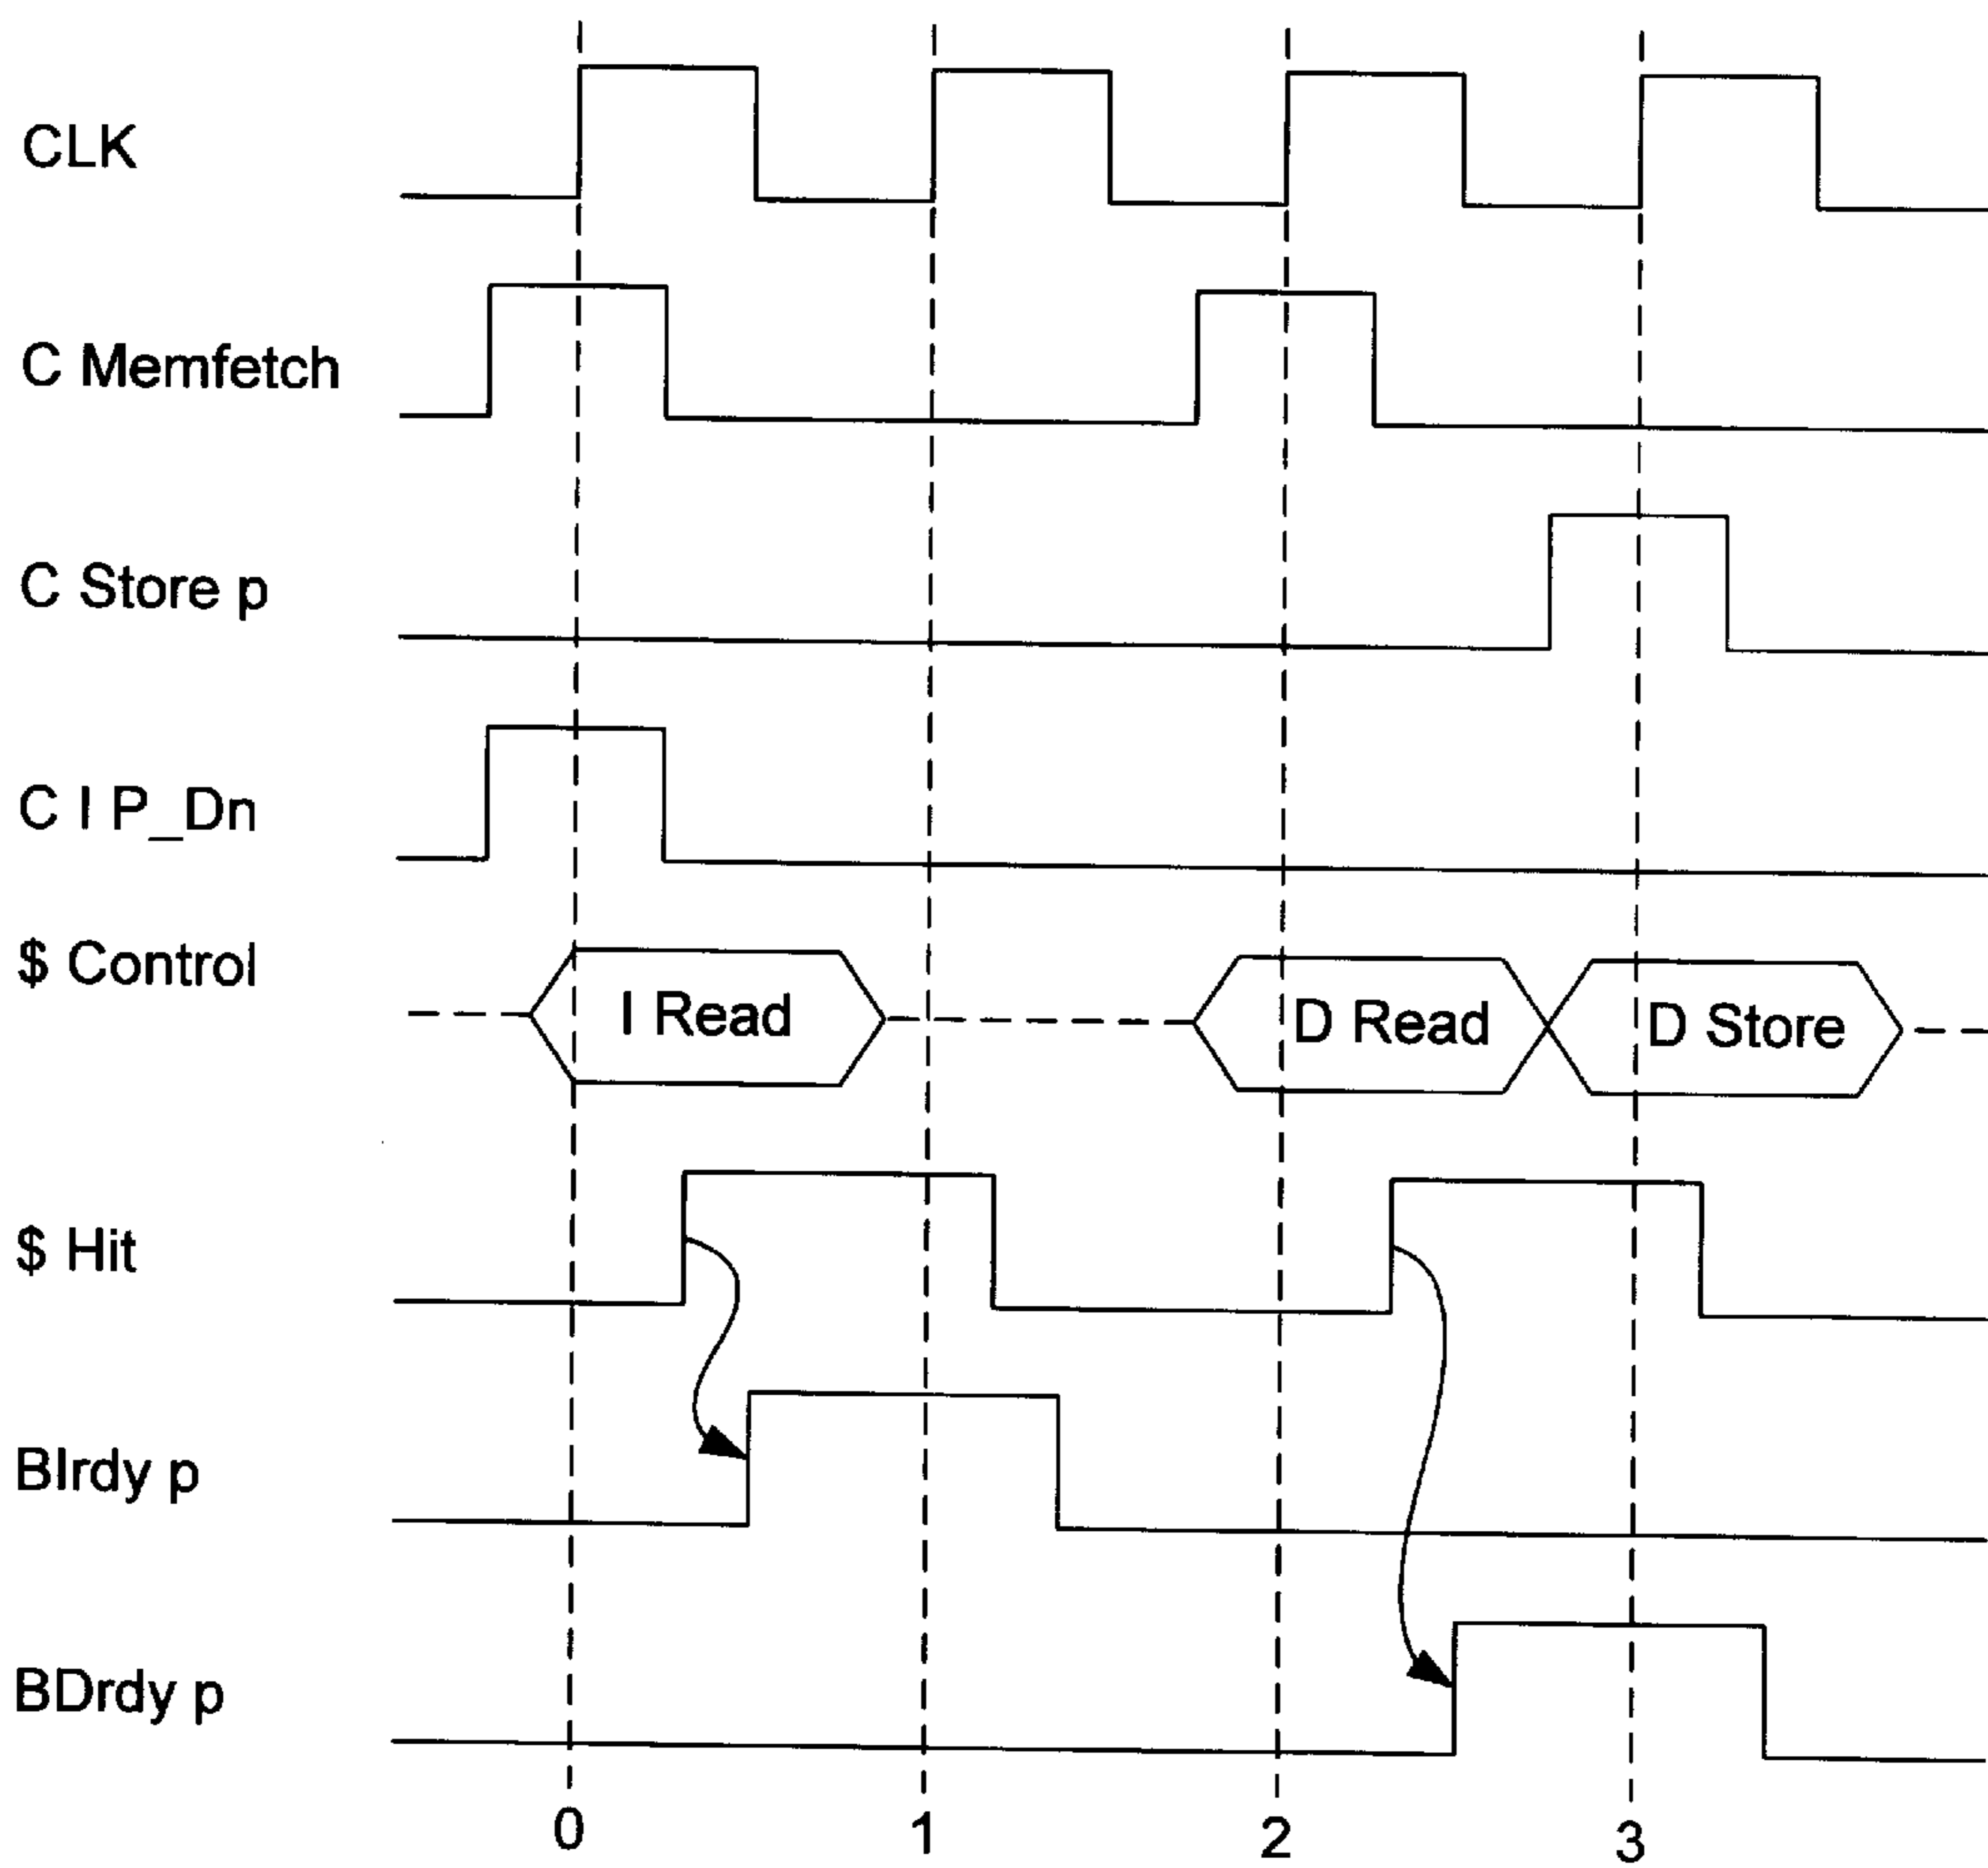 CLK
C Memfetch
C Store p
C I P_Dn
$ Control
I Read
D Read
D Store
$ Hit
BIrdy p
BDrdy p
0 1 2 3